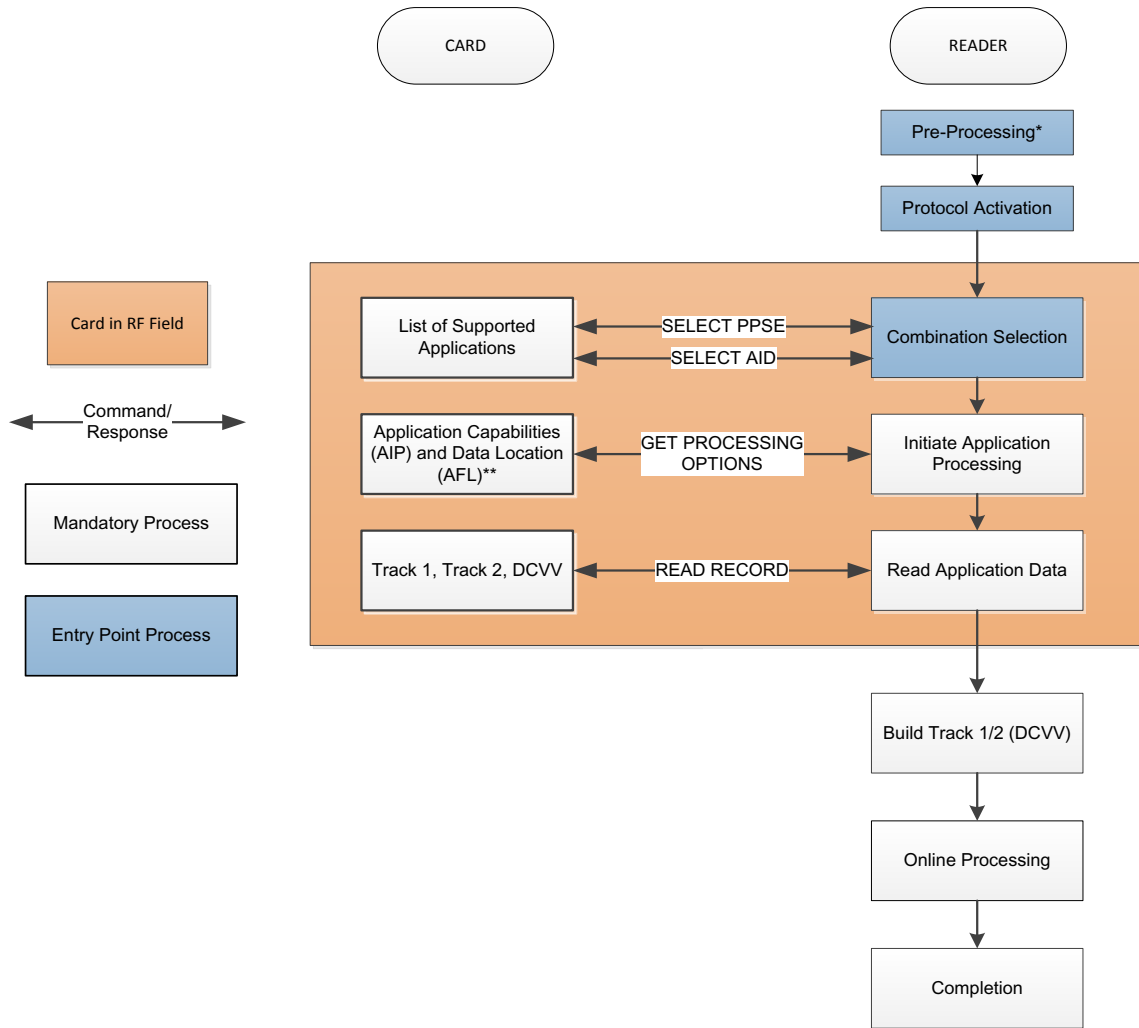 CARD
READER
Pre-Processing*
Protocol Activation
Card in RF Field
List of Supported
Applications
SELECT PPSE
SELECT AID
Combination Selection
Command/
Response
Application Capabilities
(AIP) and Data Location
(AFL)**
GET PROCESSING
OPTIONS
Initiate Application
Processing
Mandatory Process
Track 1, Track 2, DCVV
READ RECORD
Read Application Data
Entry Point Process
Build Track 1/2 (DCVV)
Online Processing
Completion